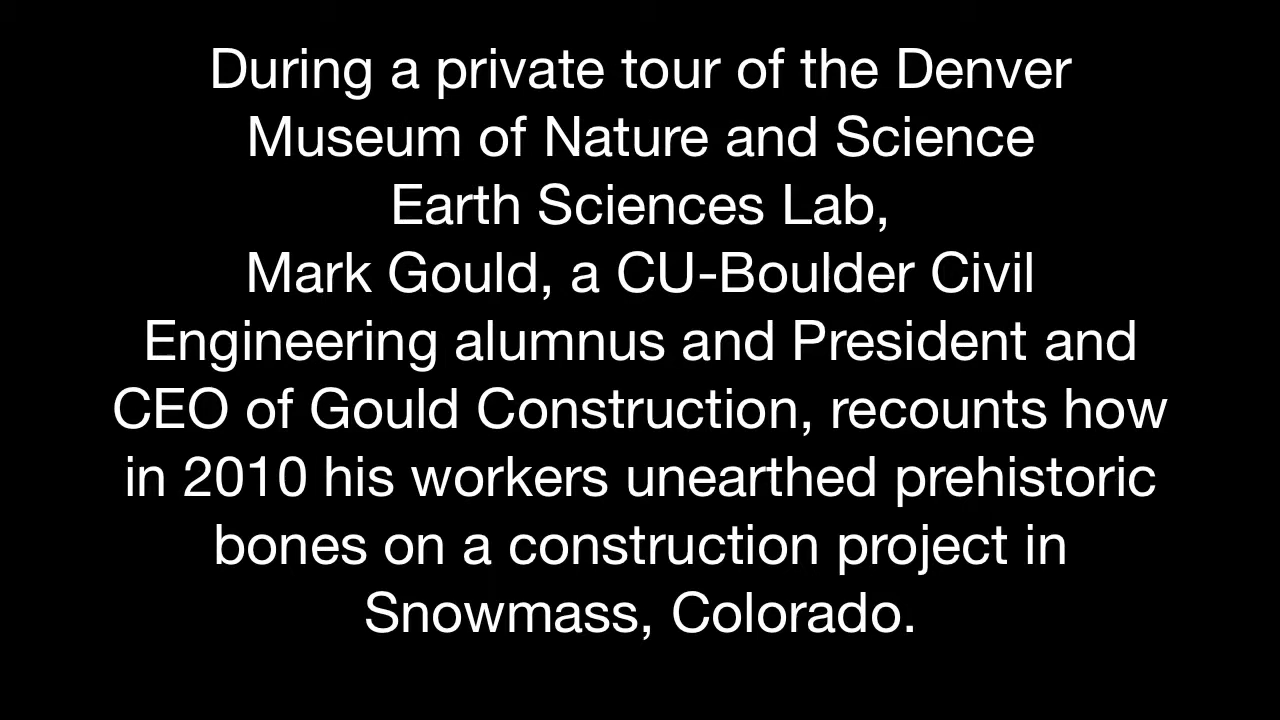 During a private tour of the Denver
Museum of Nature and Science
Earth Sciences Lab,
Mark Gould, a CU-Boulder Civil
Engineering alumnus and President and
CEO of Gould Construction, recounts how
in 2010 his workers unearthed prehistoric
bones on a construction project in
Snowmass, Colorado.